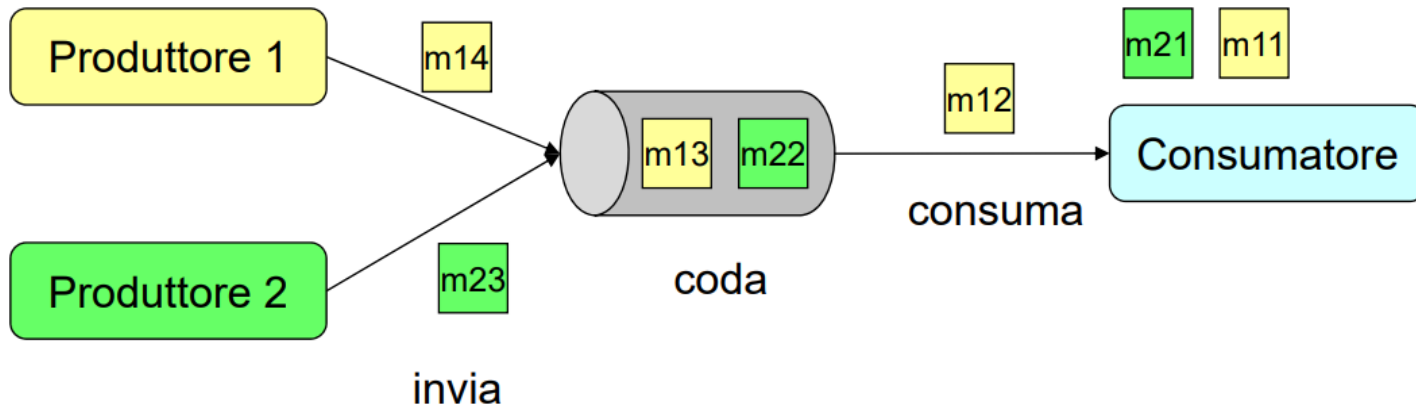 Produttore 1
m14
m13
m22
m12
m21
m11
Consumatore
consuma
Produttore 2
m23
coda
invia